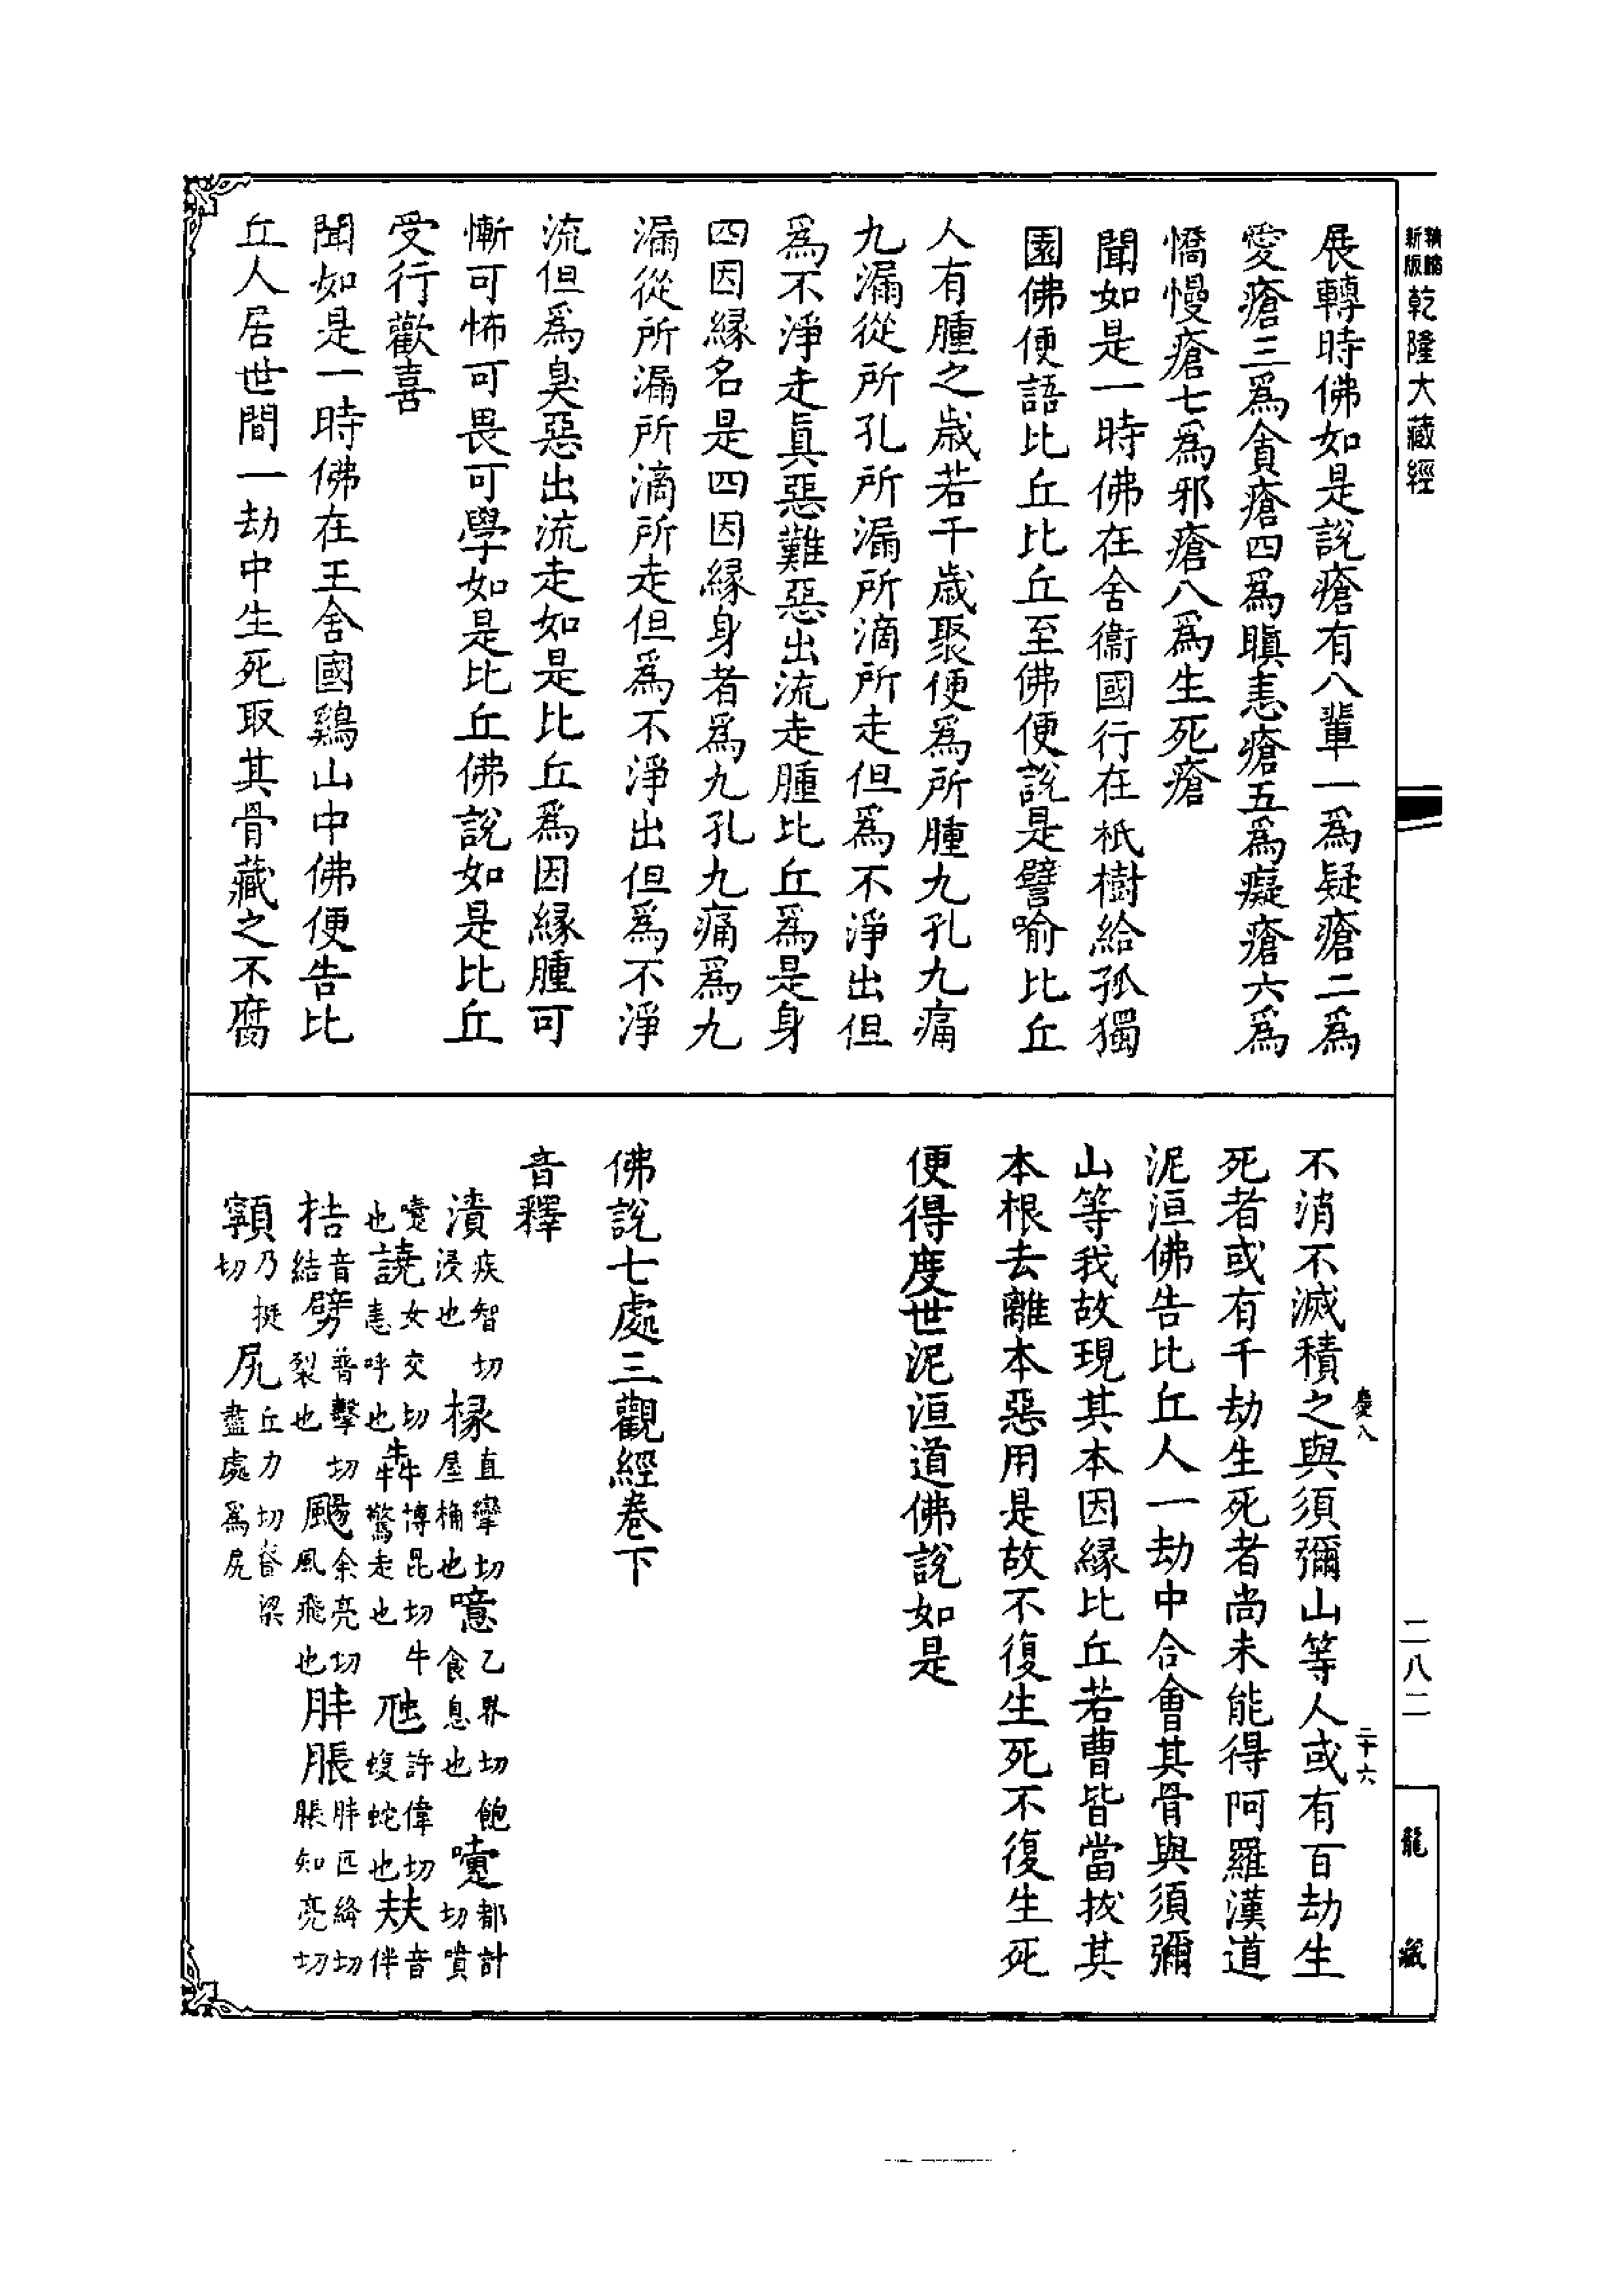 新版精縮乾隆大藏經
展轉時佛如是說瘡有八輩一爲疑瘡二爲
愛瘡三爲貪瘡四爲瞋恚瘡五爲癡瘡六爲
憍慢瘡七爲邪瘡八爲生死瘡
聞如是一時佛在舍衞國行在祇樹給孤獨
園佛便語比丘比丘至佛便說是譬喻比丘
人有腫之歲若干歲聚便爲所腫九孔九痛
九漏從所孔所漏所滴所走但爲不淨出但
爲不淨走眞惡難惡出流走腫比丘爲是身
四因緣名是四因緣身者爲九孔九痛爲九
漏從所漏所滴所走但爲不淨出但爲不淨
流但爲臭惡出流走如是比丘爲因緣腫可
慚可怖可畏可學如是比丘佛說如是比丘
受行歡喜
聞如是一時佛在王舍國鷄山中佛便告比
丘人居世間一劫中生死取其骨藏之不腐
不消不滅積之與須彌山等人或有百劫生
死者或有千劫生死者尚未能得阿羅漢道
泥洹佛告比丘人一劫中合會其骨與須彌
山等我故現其本因緣比丘若曹皆當拔其
本根去離本惡用是故不復生死不復生死
便得度世泥洹道佛說如是
佛說七處三觀經卷下
音釋
漬疾智切浸也 椽直攣切屋桷也 噫乙界切飽食息也 嚔都計切噴
嚔也 譊女交切恚呼也 犇博昆切牛驚走也 虺許偉切蝮蛇也 㚘音伴
桔音結 劈普擊切裂也 颺余亮切風飛也 胖脹胖匹絳切脹知亮切
顐乃挺切 尻丘刀切脊梁盡處爲尻
慶八
二十六
二八二
龍藏